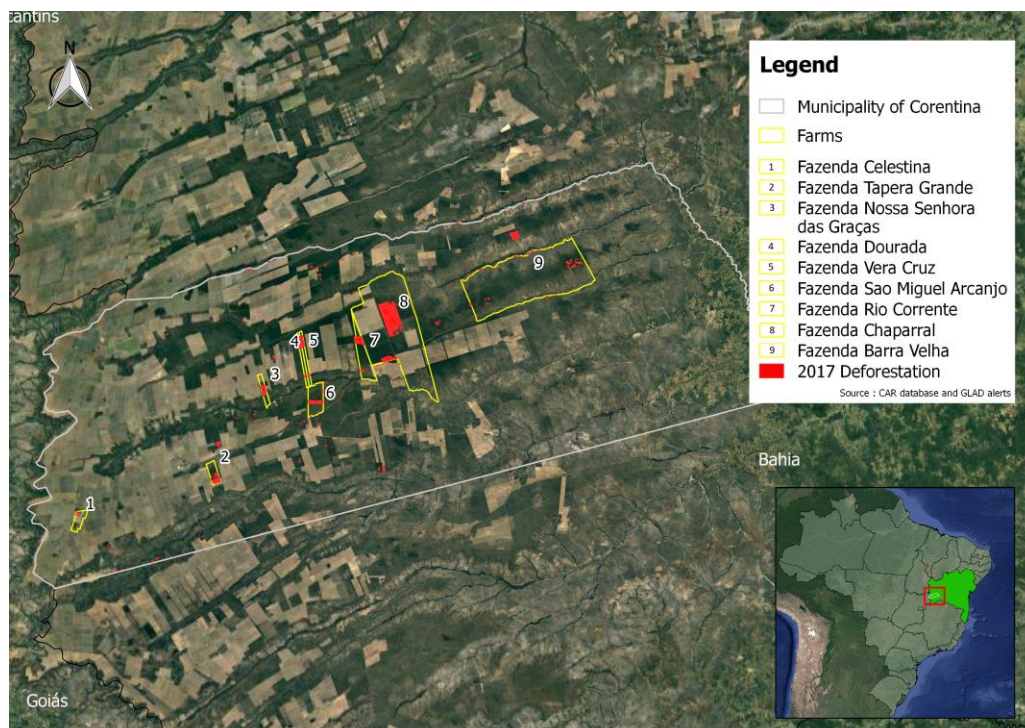 cantins
N
Legend
Municipality of Corentina
Farms
1 Fazenda Celestina
2 Fazenda Tapera Grande
3 Fazenda Nossa Senhora
das Graças
4 Fazenda Dourada
5 Fazenda Vera Cruz
6 Fazenda Sao Miguel Arcanjo
7 Fazenda Rio Corrente
8 Fazenda Chaparral
9 Fazenda Barra Velha
2017 Deforestation
Source : CAR database and GLAD alerts
9
8
4 5
7
3
6
2
1
Bahia
Goiás